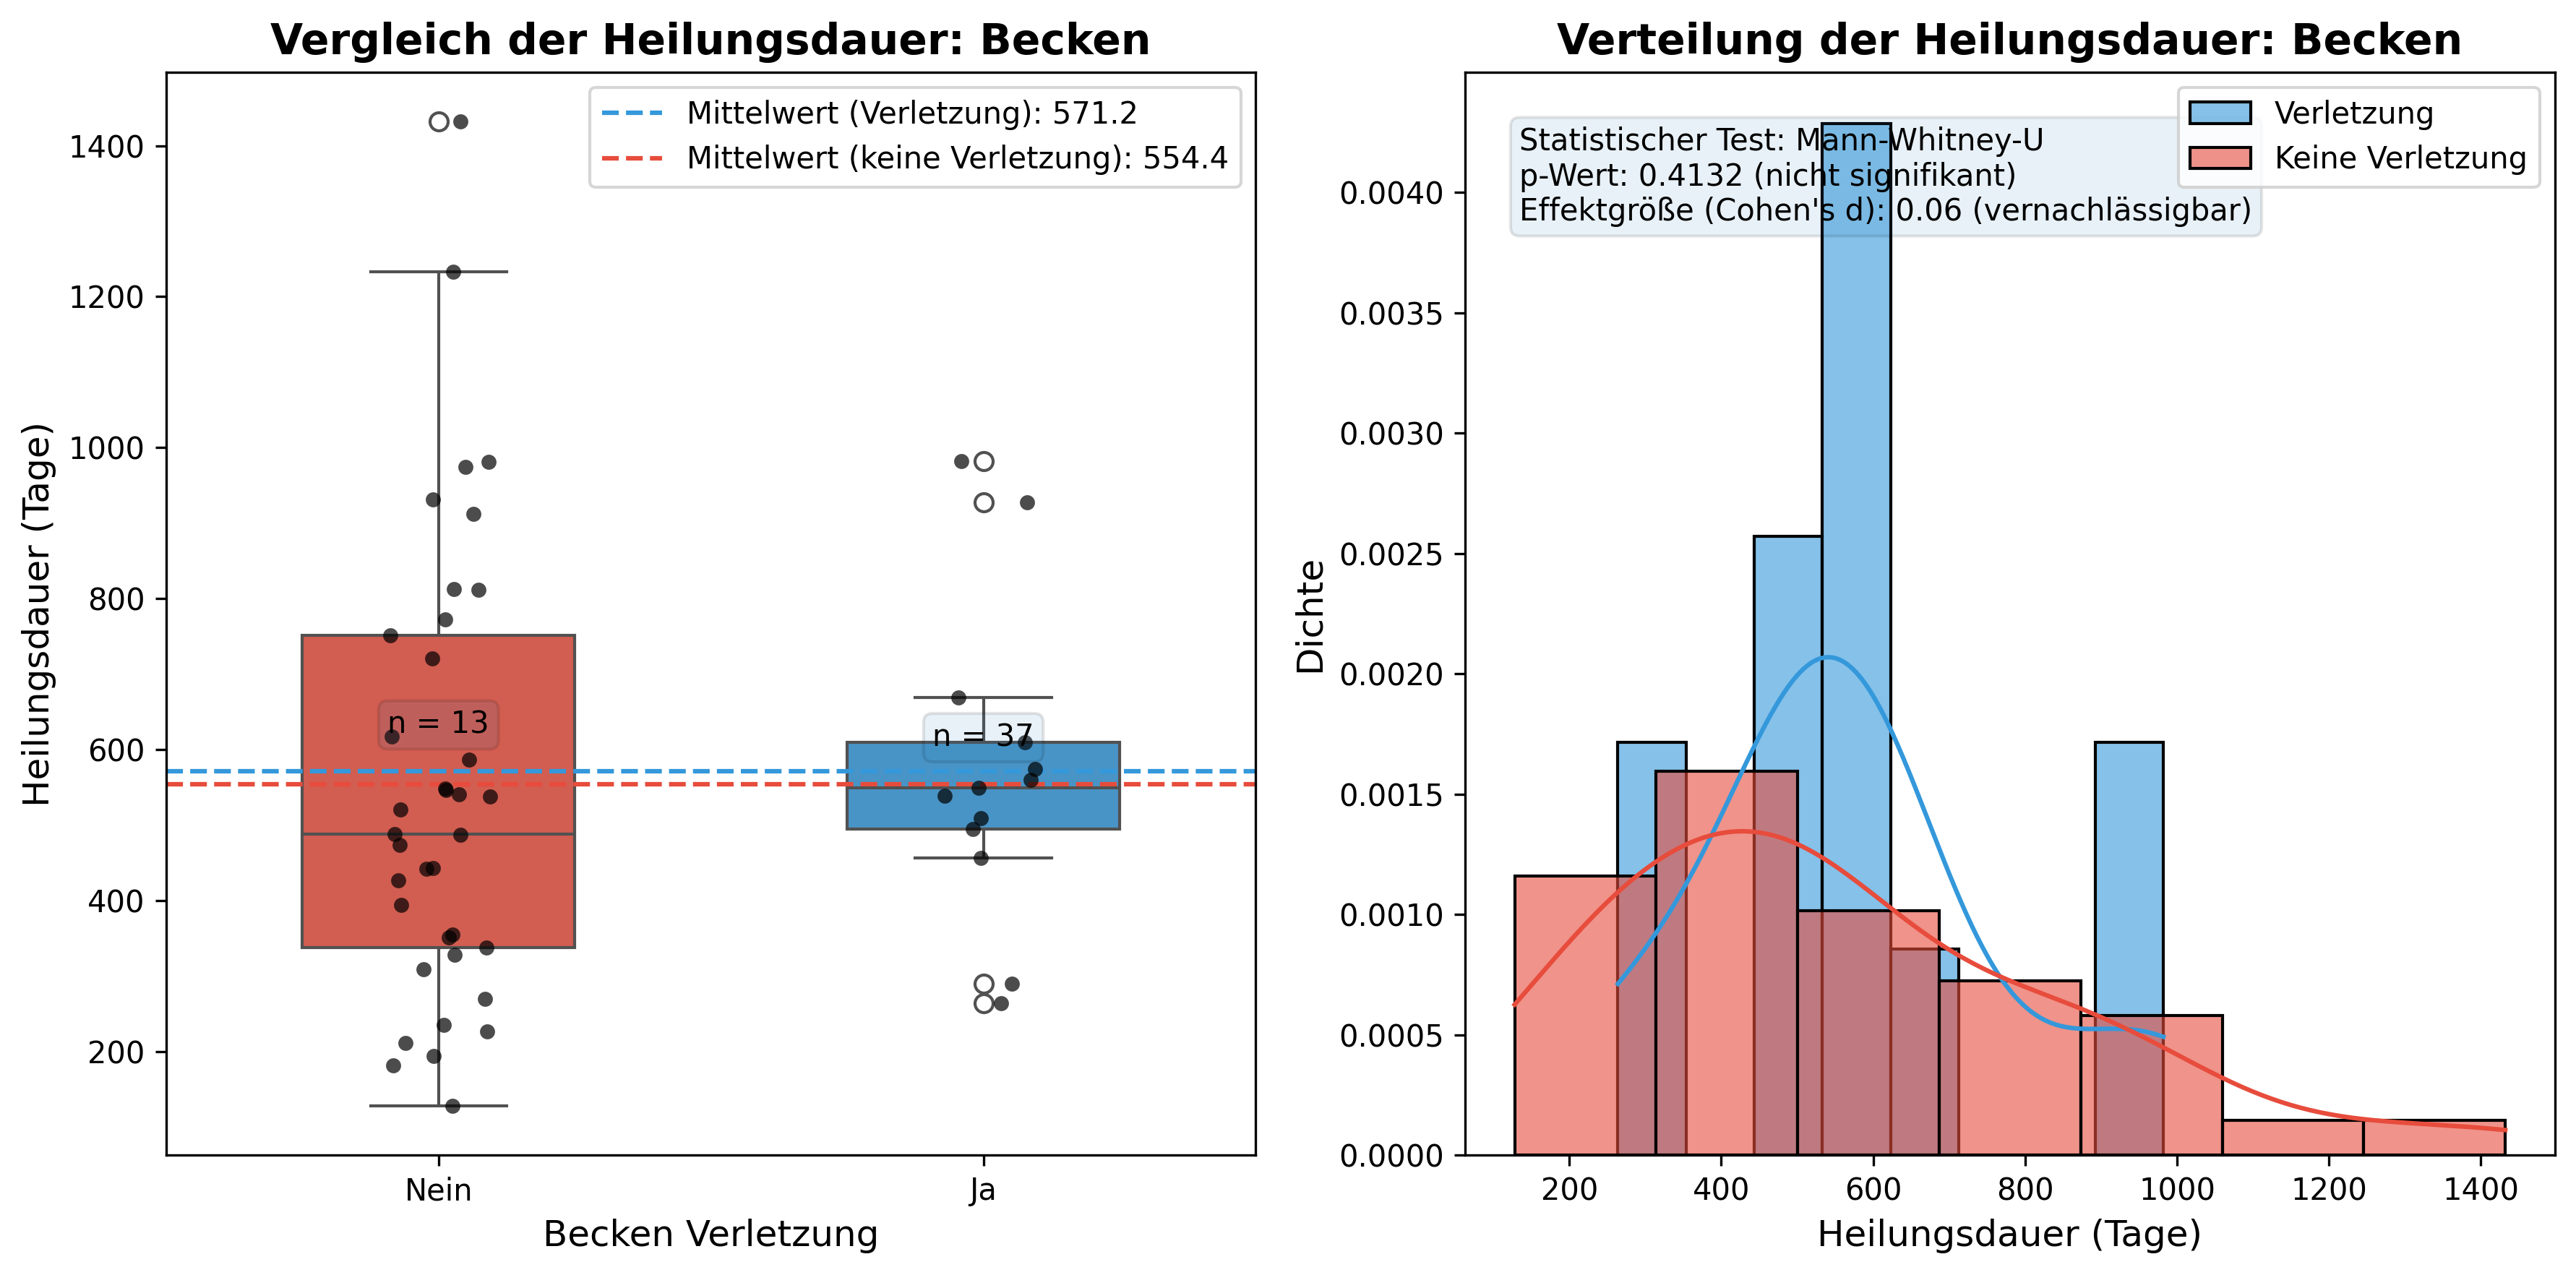 Vergleich der Heilungsdauer: Becken
Mittelwert (Verletzung): 571.2
Mittelwert (keine Verletzung): 554.4
Heilungsdauer (Tage)
1400
1200
1000
800
600
400
200
n = 13
n = 37
Nein
Ja
Becken Verletzung
Verteilung der Heilungsdauer: Becken
Statistischer Test: Mann-Whitney-U
p-Wert: 0.4132 (nicht signifikant)
Effektgröße (Cohen's d): 0.06 (vernachlässigbar)
Verletzung
Keine Verletzung
Dichte
0.0040
0.0035
0.0030
0.0025
0.0020
0.0015
0.0010
0.0005
0.0000
200
400
600
800
1000
1200
1400
Heilungsdauer (Tage)